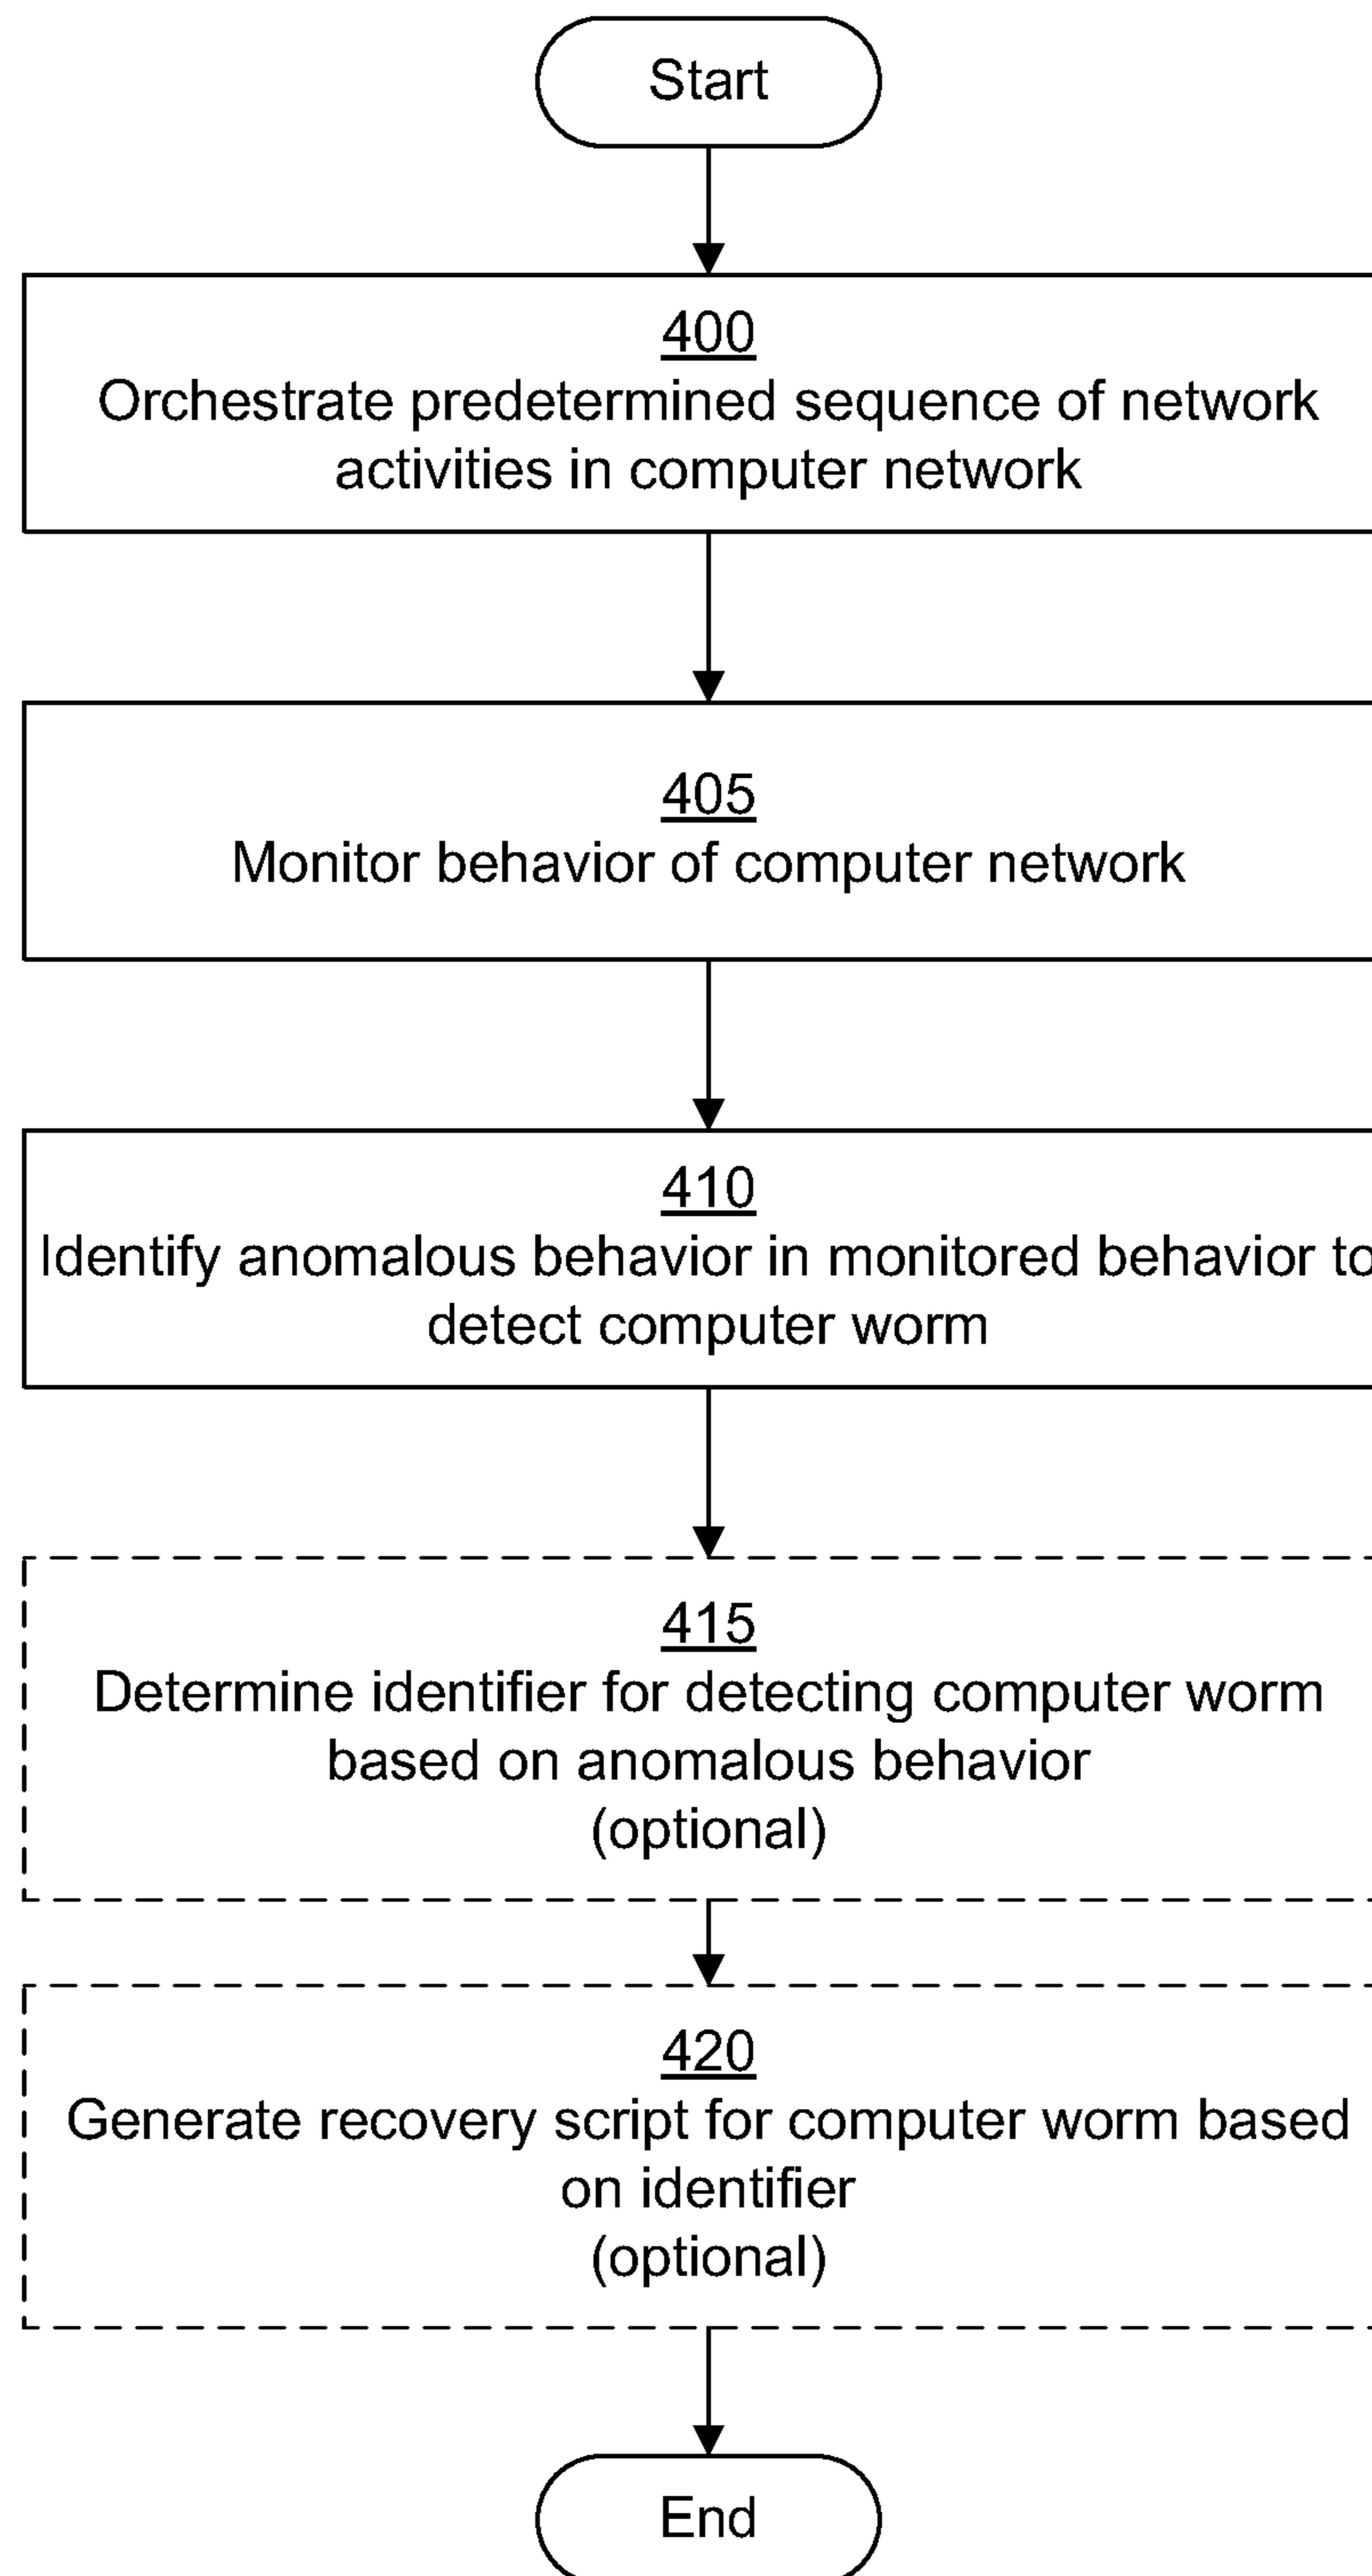 Start
400
Orchestrate predetermined sequence of network
activities in computer network
405
Monitor behavior of computer network
410
Identify anomalous behavior in monitored behavior to
detect computer worm
415
Determine identifier for detecting computer worm
based on anomalous behavior
(optional)
420
Generate recovery script for computer worm based
on identifier
(optional)
End